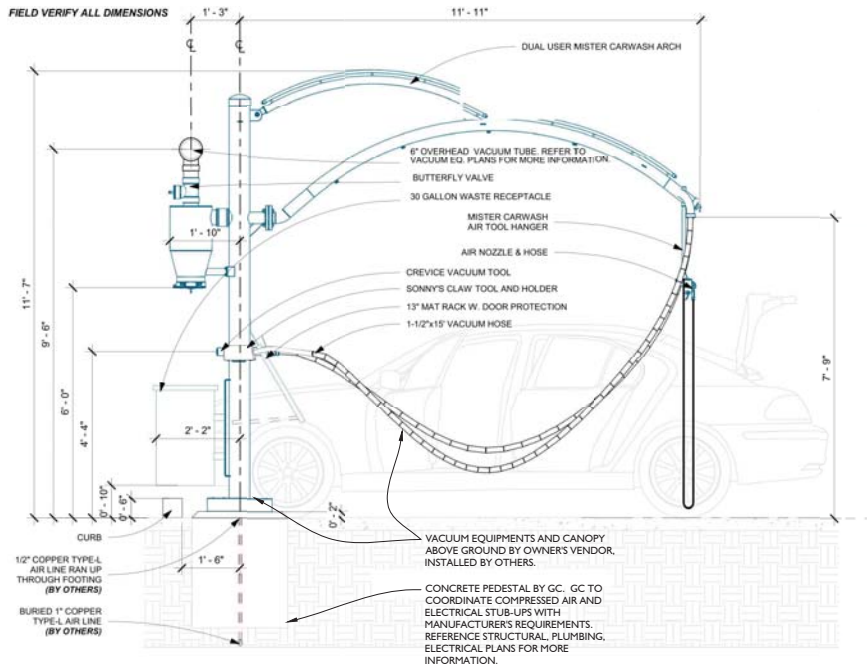 FIELD VERIFY ALL DIMENSIONS
1' - 3"
11' - 11"
DUAL USER MISTER CARWASH ARCH
6" OVERHEAD VACUUM TUBE. REFER TO
VACUUM EQ. PLANS FOR MORE INFORMATION.
BUTTERFLY VALVE
30 GALLON WASTE RECEPTACLE
1' - 10"
MISTER CARWASH
AIR TOOL HANGER
AIR NOZZLE & HOSE
CREVICE VACUUM TOOL
SONNY'S CLAW TOOL AND HOLDER
13" MAT RACK W. DOOR PROTECTION
1-1/2"x15' VACUUM HOSE
11' - 7"
9' - 6"
6' - 0"
4' - 4"
7' - 9"
2' - 2"
0' - 10"
0' - 6"
0' - 2"
CURB
1' - 6"
1/2" COPPER TYPE-L
AIR LINE RAN UP
THROUGH FOOTING
(BY OTHERS)
BURIED 1" COPPER
TYPE-L AIR LINE
(BY OTHERS)
VACUUM EQUIPMENTS AND CANOPY
ABOVE GROUND BY OWNER'S VENDOR,
INSTALLED BY OTHERS.
CONCRETE PEDESTAL BY GC. GC TO
COORDINATE COMPRESSED AIR AND
ELECTRICAL STUB-UPS WITH
MANUFACTURER'S REQUIREMENTS.
REFERENCE STRUCTURAL, PLUMBING,
ELECTRICAL PLANS FOR MORE
INFORMATION.